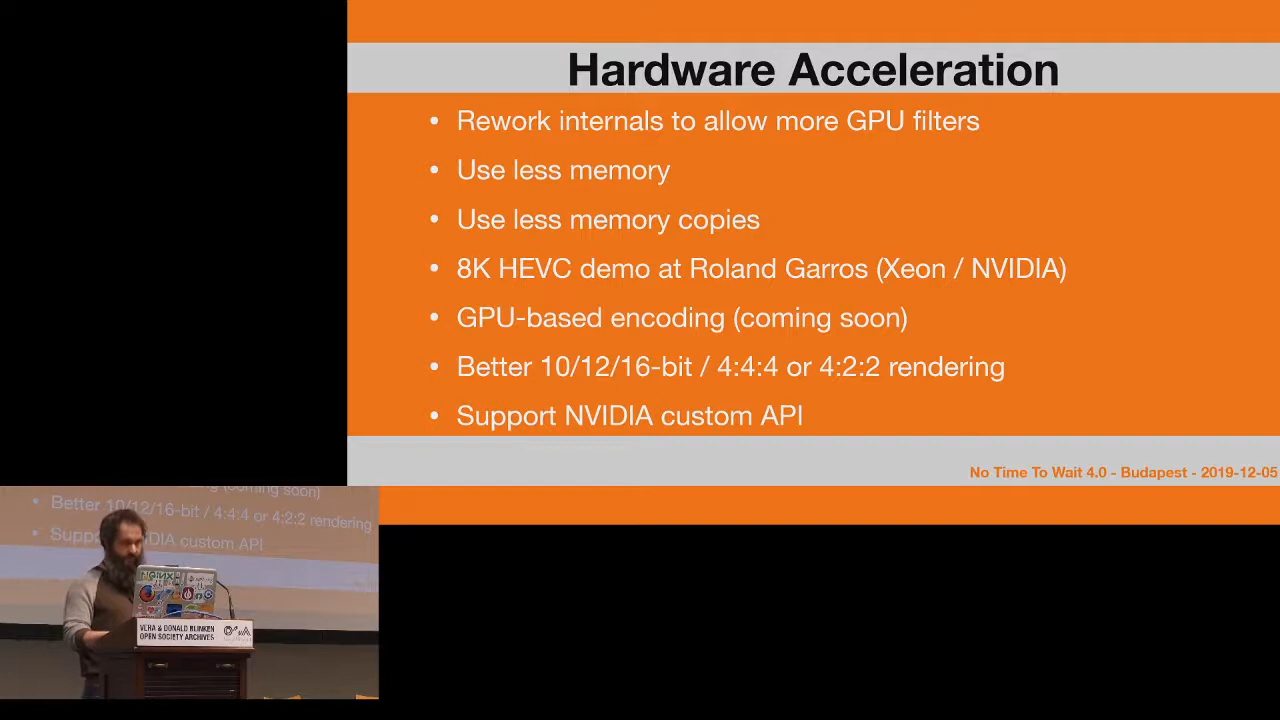 Hardware Acceleration
• Rework internals to allow more GPU filters
• Use less memory
• Use less memory copies
• 8K HEVC demo at Roland Garros (Xeon / NVIDIA)
• GPU-based encoding (coming soon)
• Better 10/12/16-bit / 4:4:4 or 4:2:2 rendering
• Support NVIDIA custom API
No Time To Wait 4.0 - Budapest - 2019-12-05
(coming soon)
• Better 10/12/16-bit / 4:4:4 or 4:2:2 rendering
custom API
NGINX
VERA & DONALD BLINKEN
OPEN SOCIETY ARCHIVES